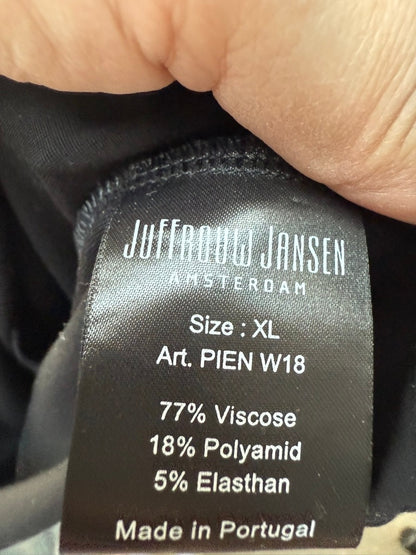 JUFFROUW JANSEN
AMSTERDAM
Size : XL
Art. PIEN W18
77% Viscose
18% Polyamid
5% Elasthan
Made in Portugal